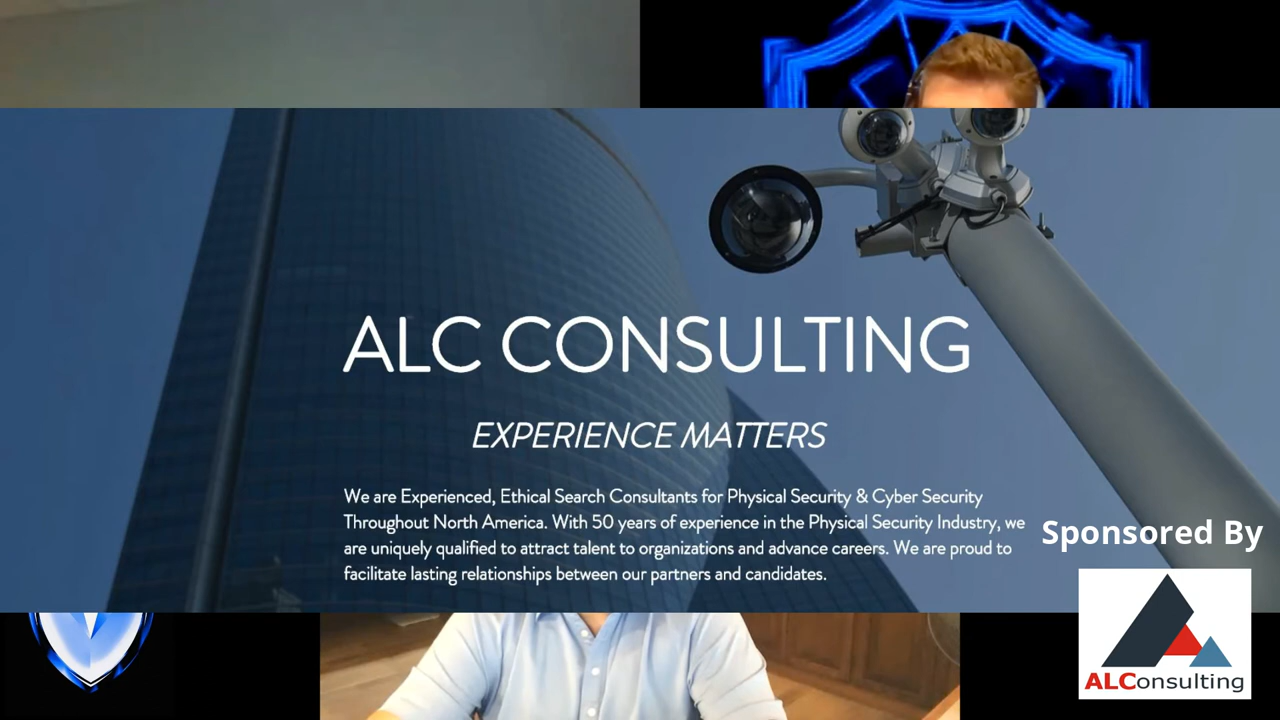 ALC CONSULTING
EXPERIENCE MATTERS
We are Experienced, Ethical Search Consultants for Physical Security & Cyber Security
Throughout North America. With 50 years of experience in the Physical Security Industry, we
are uniquely qualified to attract talent to organizations and advance careers. We are proud to
facilitate lasting relationships between our partners and candidates.
Sponsored By
ALConsulting